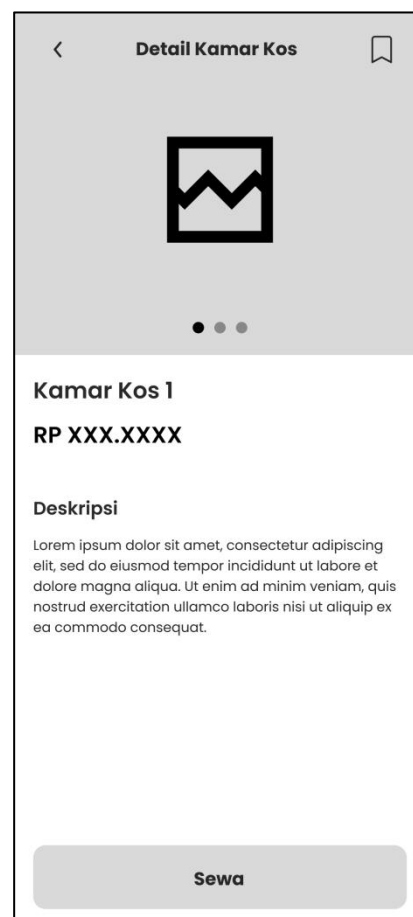 Detail Kamar Kos
Kamar Kos 1
RP XXX.XXXX
Deskripsi
Lorem ipsum dolor sit amet, consectetur adipiscing
elit, sed do eiusmod tempor incididunt ut labore et
dolore magna aliqua. Ut enim ad minim veniam, quis
nostrud exercitation ullamco laboris nisi ut aliquip ex
ea commodo consequat.
Sewa